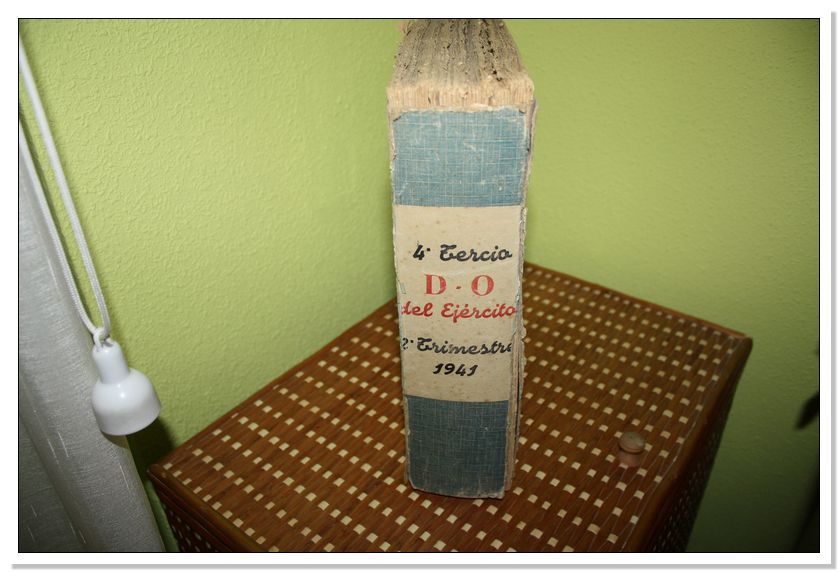 4º Tercio
D - O
del Ejército
2º Trimestre
1941